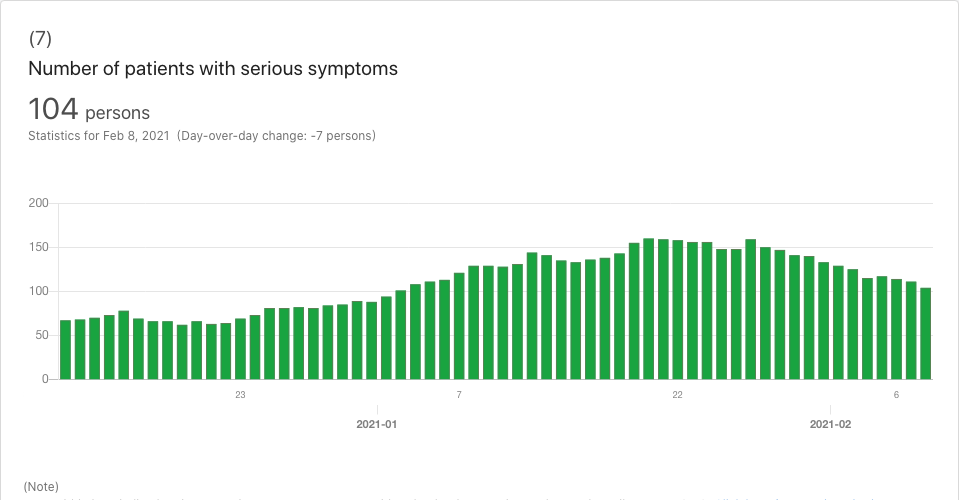 (7)
Number of patients with serious symptoms
104 persons
Statistics for Feb 8, 2021 (Day-over-day change: -7 persons)
200
150
100
50
0
23 7 22 6
2021-01 2021-02
(Note)